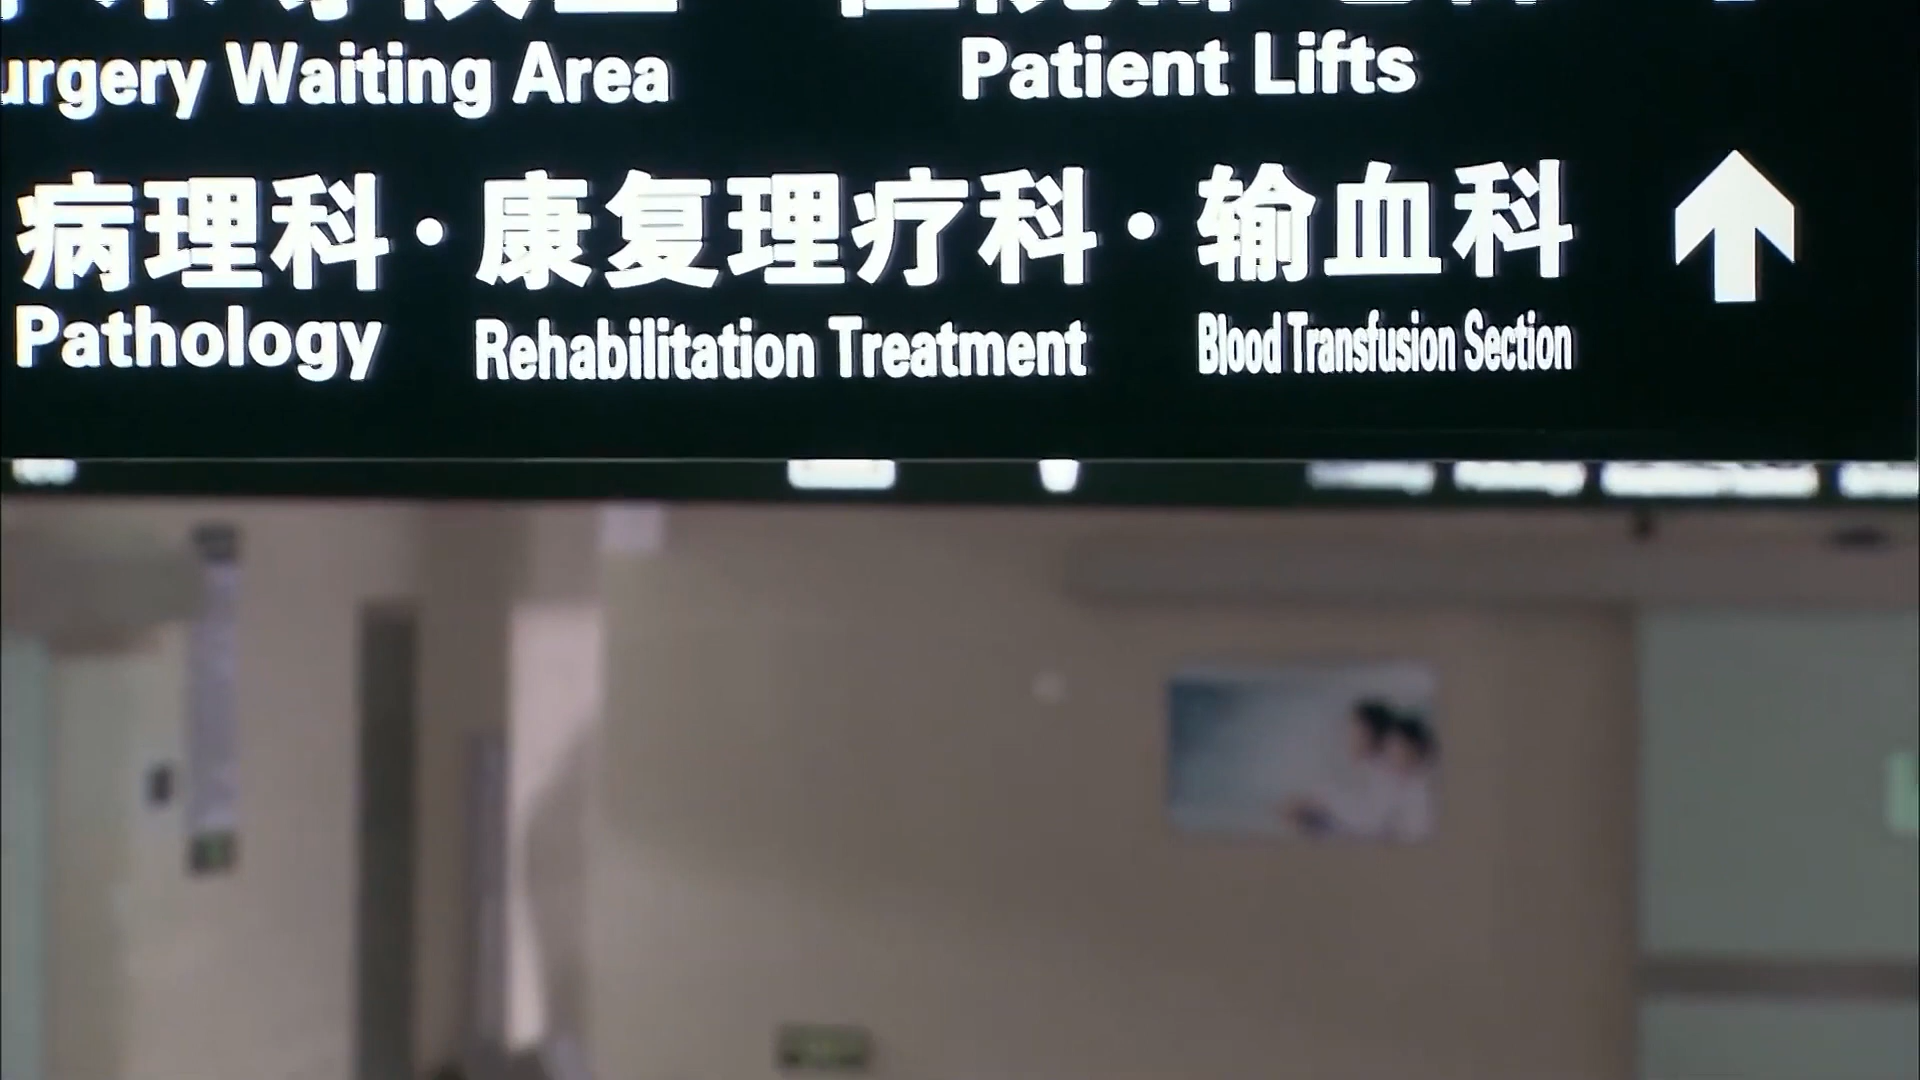 urgery Waiting Area Patient Lifts
病理科·康复理疗科·输血科
Pathology Rehabilitation Treatment Blood Transfusion Section